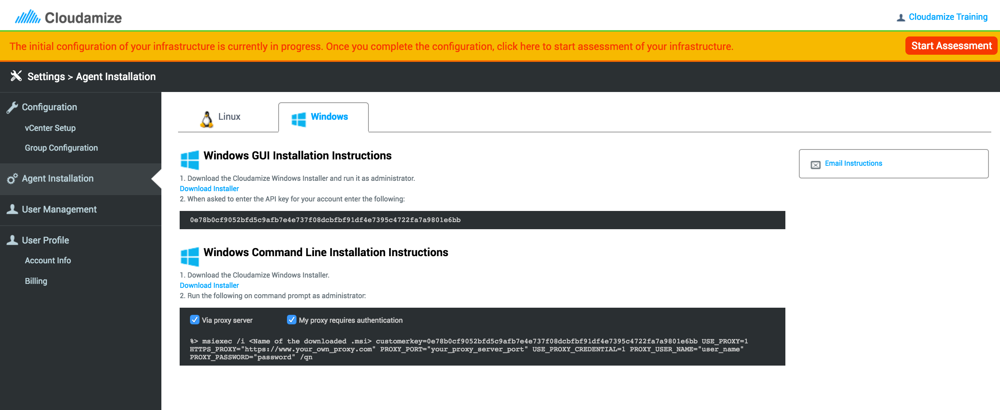 Cloudamize
Cloudamize Training
The initial configuration of your infrastructure is currently in progress. Once you complete the configuration, click here to start assessment of your infrastructure.
Start Assessment
Settings > Agent Installation
Configuration
vCenter Setup
Group Configuration
Agent Installation
User Management
User Profile
Account Info
Billing
Linux
Windows
Windows GUI Installation Instructions
1. Download the Cloudamize Windows Installer and run it as administrator.
Download Installer
2. When asked to enter the API key for your account enter the following:
0e78b0cf9052bfd5c9afb7e4e737f08dcbfbf91df4e7395c4722fa7a9801e6bb
Windows Command Line Installation Instructions
1. Download the Cloudamize Windows Installer.
Download Installer
2. Run the following on command prompt as administrator:
Via proxy server
My proxy requires authentication
%> msiexec /i <Name of the downloaded .msi> customerkey=0e78b0cf9052bfd5c9afb7e4e737f08dcbfbf91df4e7395c4722fa7a9801e6bb USE_PROXY=1
HTTPS_PROXY="https://www.your_own_proxy.com" PROXY_PORT="your_proxy_server_port" USE_PROXY_CREDENTIAL=1 PROXY_USER_NAME="user_name"
PROXY_PASSWORD="password" /qn
Email Instructions